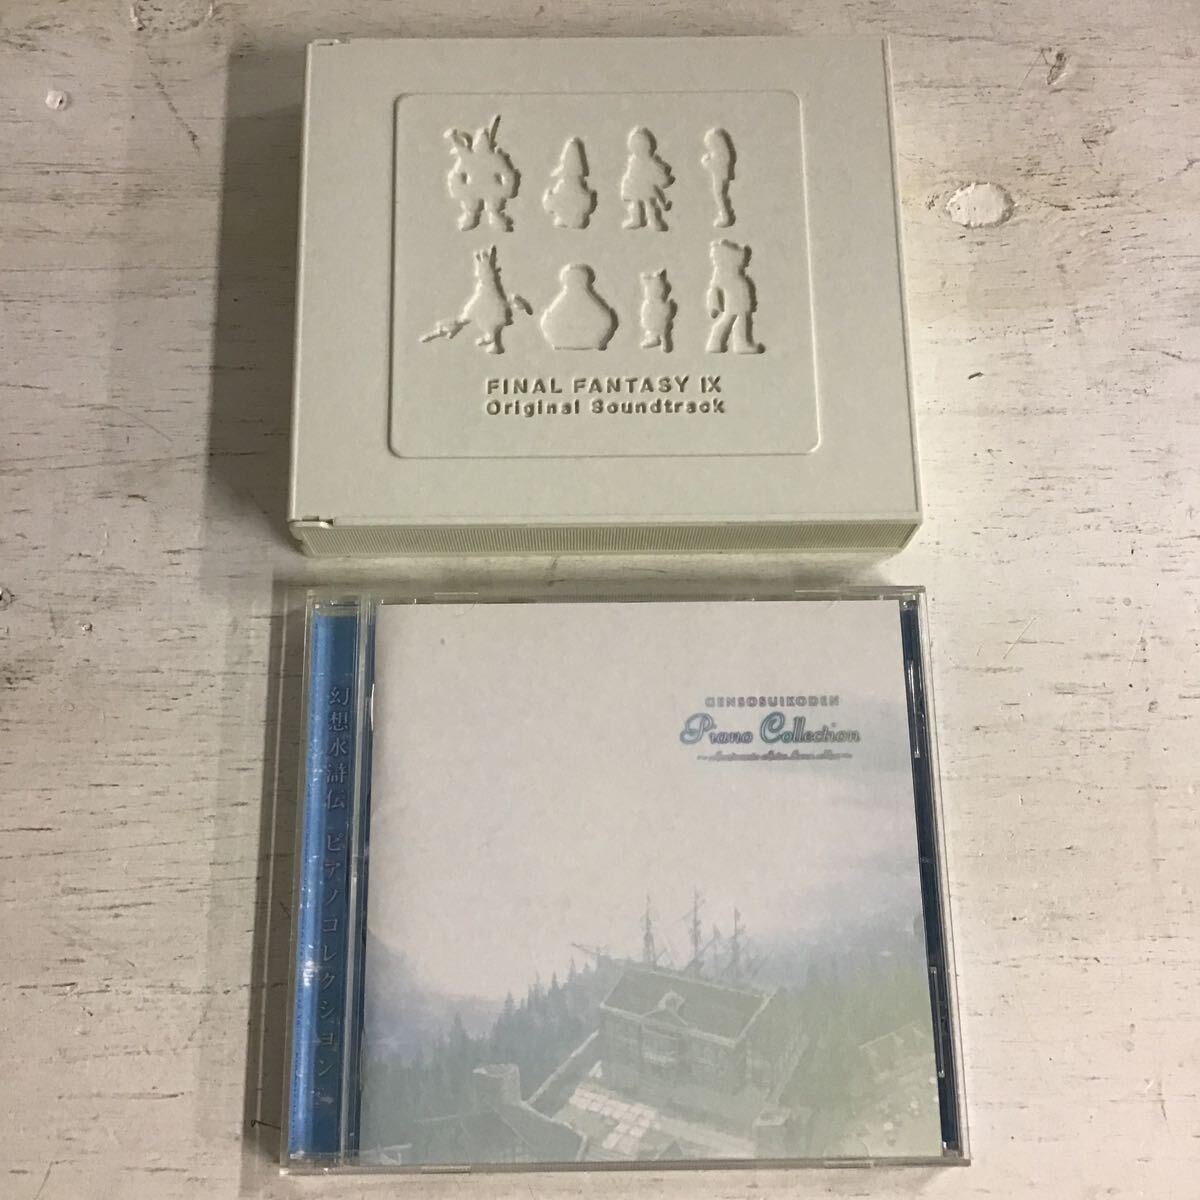 FINAL FANTASY IX
Original Soundtrack
幻想水滸伝 ピアノコレクション
GENSOSUIKODEN
Piano Collection